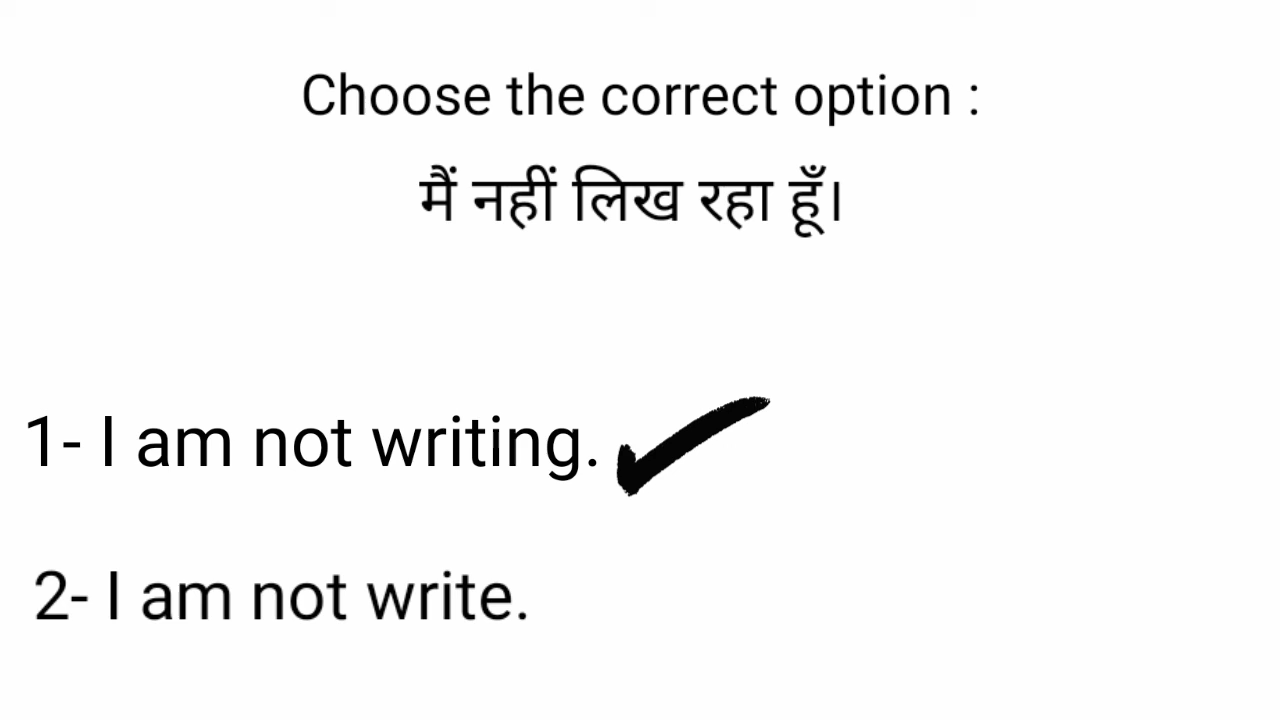 Choose the correct option :
मैं नहीं लिख रहा हूँ।
1- I am not writing.
2- I am not write.